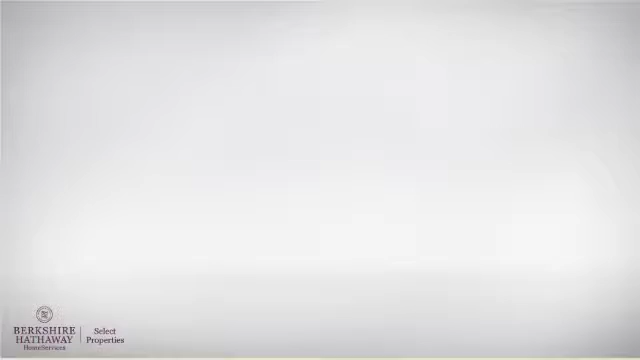 BERKSHIRE
HATHAWAY
HomeServices
Select
Properties